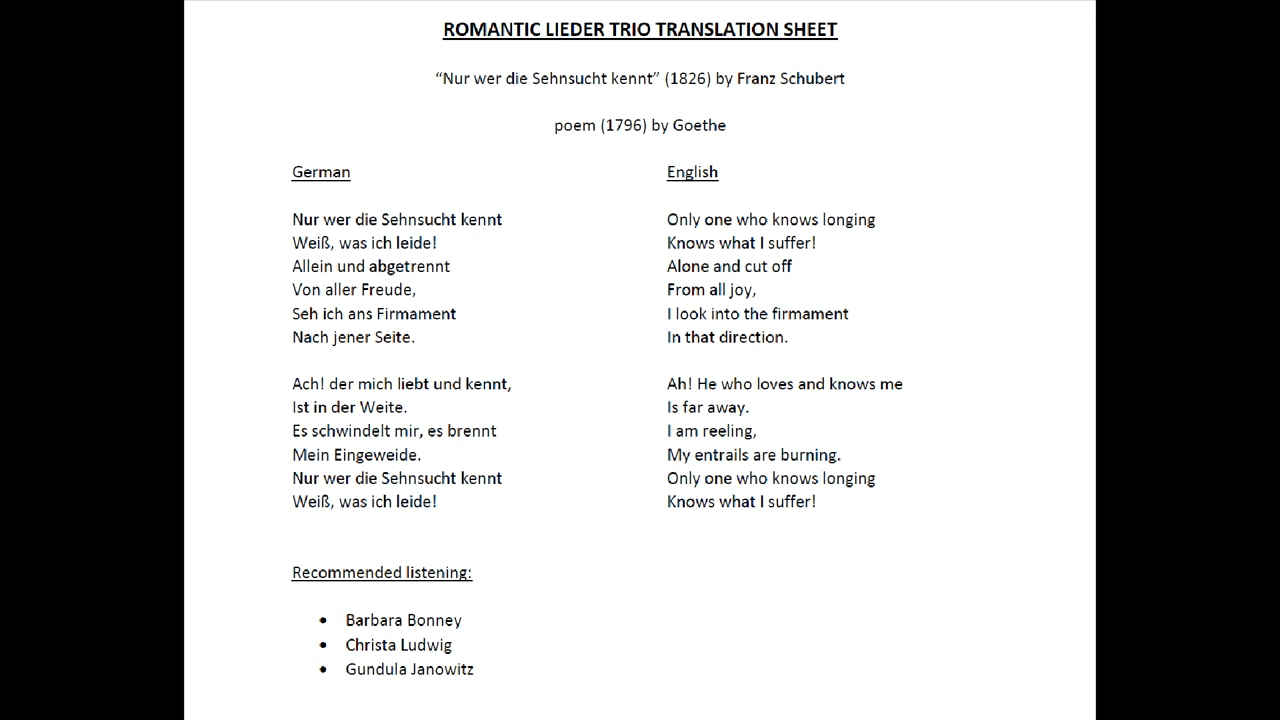 ROMANTIC LIEDER TRIO TRANSLATION SHEET
“Nur wer die Sehnsucht kennt” (1826) by Franz Schubert
poem (1796) by Goethe
German
Nur wer die Sehnsucht kennt
Weiß, was ich leide!
Allein und abgetrennt
Von aller Freude,
Seh ich ans Firmament
Nach jener Seite.
Ach! der mich liebt und kennt,
Ist in der Weite.
Es schwindelt mir, es brennt
Mein Eingeweide.
Nur wer die Sehnsucht kennt
Weiß, was ich leide!
English
Only one who knows longing
Knows what I suffer!
Alone and cut off
From all joy,
I look into the firmament
In that direction.
Ah! He who loves and knows me
Is far away.
I am reeling,
My entrails are burning.
Only one who knows longing
Knows what I suffer!
Recommended listening:
• Barbara Bonney
• Christa Ludwig
• Gundula Janowitz